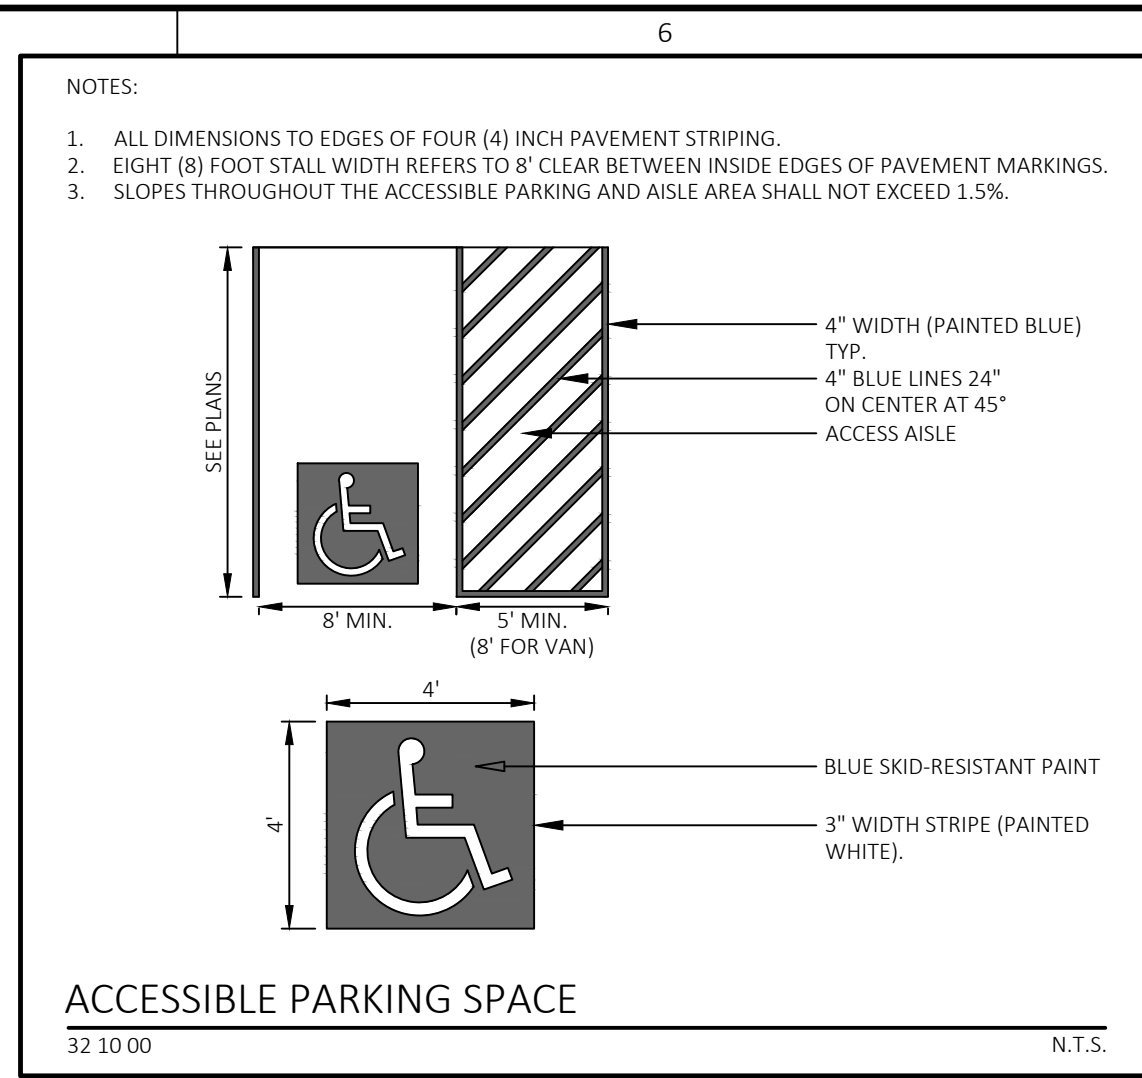 6
NOTES:
1. ALL DIMENSIONS TO EDGES OF FOUR (4) INCH PAVEMENT STRIPING.
2. EIGHT (8) FOOT STALL WIDTH REFERS TO 8' CLEAR BETWEEN INSIDE EDGES OF PAVEMENT MARKINGS.
3. SLOPES THROUGHOUT THE ACCESSIBLE PARKING AND AISLE AREA SHALL NOT EXCEED 1.5%.
SEE PLANS
4" WIDTH (PAINTED BLUE)
TYP.
4" BLUE LINES 24"
ON CENTER AT 45°
ACCESS AISLE
8' MIN.
5' MIN.
(8' FOR VAN)
4'
4'
BLUE SKID-RESISTANT PAINT
3" WIDTH STRIPE (PAINTED
WHITE).
ACCESSIBLE PARKING SPACE
32 10 00
N.T.S.